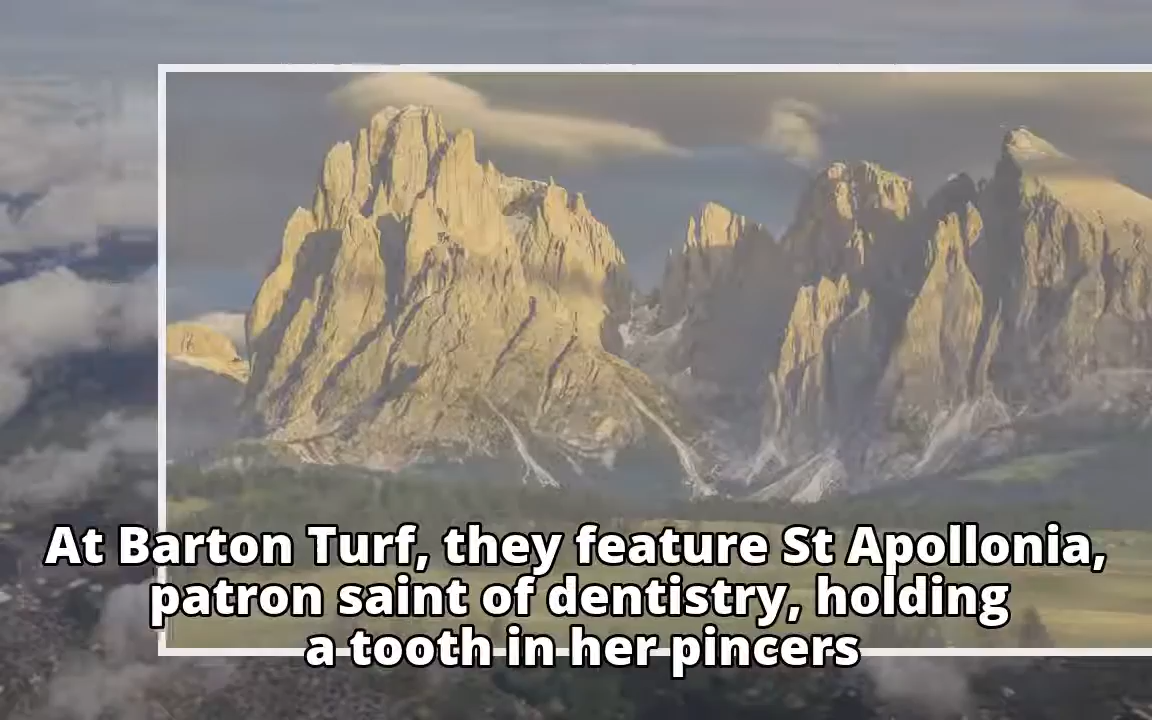 At Barton Turf, they feature St Apollonia,
patron saint of dentistry, holding
a tooth in her pincers